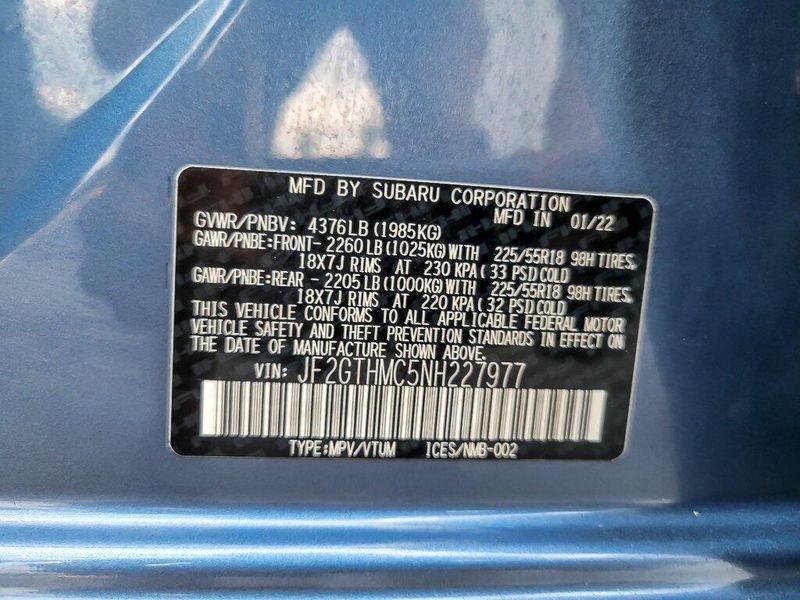 MFD BY SUBARU CORPORATION
MFD IN 01/22
GVWR/PNBV: 4376LB(1985KG)
GAWR/PNBE:FRONT- 2260LB(1025KG)WITH 225/55R18 98H TIRES,
18X7J RIMS AT 230 KPA(33 PSI)COLD
GAWR/PNBE:REAR - 2205LB(1000KG)WITH 225/55R18 98H TIRES,
18X7J RIMS AT 220 KPA(32 PSI)COLD
THIS VEHICLE CONFORMS TO ALL APPLICABLE FEDERAL MOTOR
VEHICLE SAFETY AND THEFT PREVENTION STANDARDS IN EFFECT ON
THE DATE OF MANUFACTURE SHOWN ABOVE.
VIN: JF2GTHMC5NH227977
TYPE:MPV/VTUM ICES/NMB-002